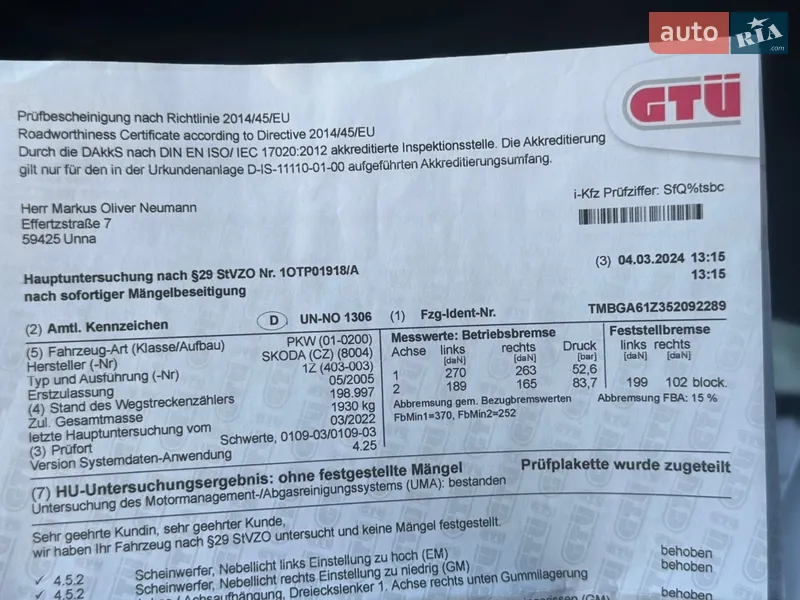 auto RIA .com
GTÜ
Prüfbescheinigung nach Richtlinie 2014/45/EU
Roadworthiness Certificate according to Directive 2014/45/EU
Durch die DAkkS nach DIN EN ISO/ IEC 17020:2012 akkreditierte Inspektionsstelle. Die Akkreditierung
gilt nur für den in der Urkundenanlage D-IS-11110-01-00 aufgeführten Akkreditierungsumfang.
i-Kfz Prüfziffer: SfQ%tsbc
Herr Markus Oliver Neumann
Effertzstraße 7
59425 Unna
(3) 04.03.2024 13:15
13:15
Hauptuntersuchung nach §29 StVZO Nr. 1OTP01918/A
nach sofortiger Mängelbeseitigung
(2) Amtl. Kennzeichen D UN-NO 1306 (1) Fzg-Ident-Nr. TMBGA61Z352092289
(5) Fahrzeug-Art (Klasse/Aufbau) PKW (01-0200)
Hersteller (-Nr) SKODA (CZ) (8004)
Typ und Ausführung (-Nr) 1Z (403-003)
Erstzulassung 05/2005
(4) Stand des Wegstreckenzählers 198.997
Zul. Gesamtmasse 1930 kg
letzte Hauptuntersuchung vom 03/2022
(3) Prüfort Schwerte, 0109-03/0109-03
Version Systemdaten-Anwendung 4.25
Messwerte: Betriebsbremse
Achse links rechts Druck
[daN] [daN] [bar]
1 270 263 52,6
2 189 165 83,7
Abbremsung gem. Bezugbremswerten
FbMin1=370, FbMin2=252
Feststellbremse
links rechts
[daN] [daN]
199 102 block.
Abbremsung FBA: 15 %
(7) HU-Untersuchungsergebnis: ohne festgestellte Mängel Prüfplakette wurde zugeteilt
Untersuchung des Motormanagement-/Abgasreinigungssystems (UMA): bestanden
Sehr geehrte Kundin, sehr geehrter Kunde,
wir haben Ihr Fahrzeug nach §29 StVZO untersucht und keine Mängel festgestellt.
✓ 4.5.2 Scheinwerfer, Nebellicht links Einstellung zu hoch (EM) behoben
✓ 4.5.2 Scheinwerfer, Nebellicht rechts Einstellung zu niedrig (GM) behoben
Achsaufhängung, Dreieckslenker 1. Achse rechts unten Gummilagerung
(GM) behoben